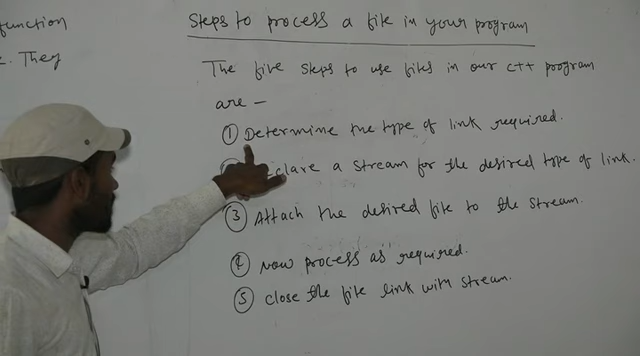 function
. They
Steps to process a file in your program
The five steps to use files in our C++ program
are -
① Determine the type of link required.
clare a stream for the desired type of link.
③ Attach the desired file to the stream.
④ Now process as required.
⑤ close the file link with stream.